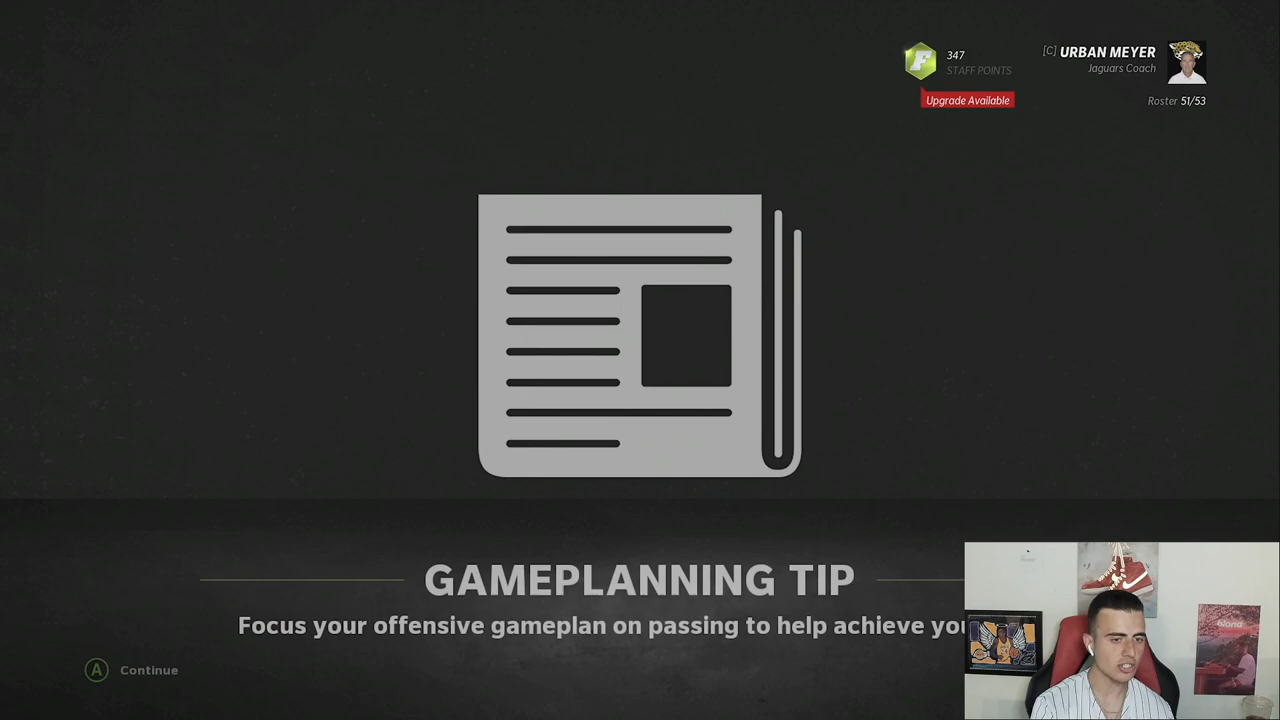 347
STAFF POINTS
Upgrade Available
[C] URBAN MEYER
Jaguars Coach
Roster 51/53
GAMEPLANNING TIP
Focus your offensive gameplan on passing to help achieve you
A Continue